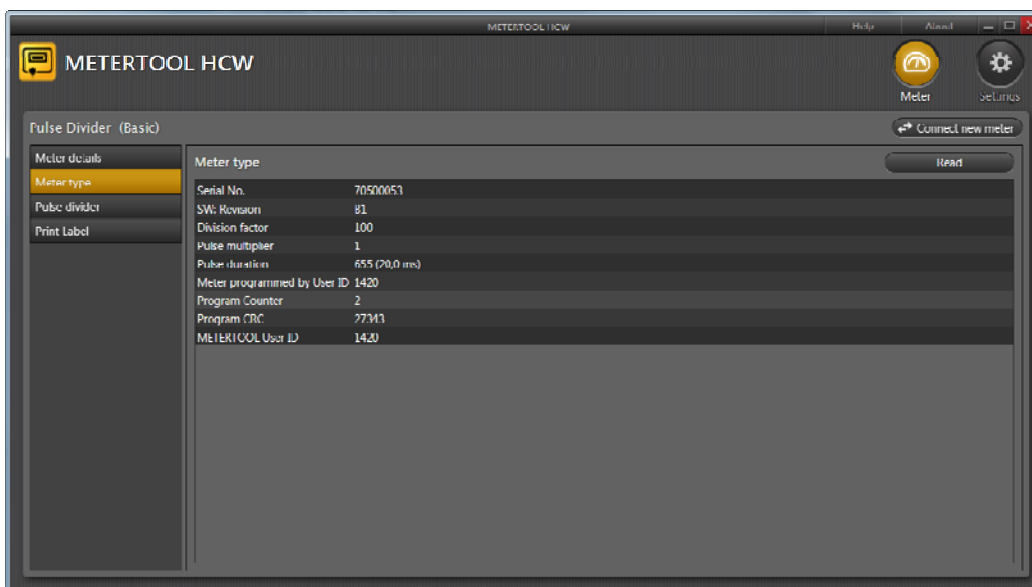 METERTOOL HCW
Help About
METERTOOL HCW
Meter Settings
Pulse Divider (Basic)
Connect new meter
Meter details
Meter type
Pulse divider
Print Label
Meter type
Read
Serial No. 70500053
SW: Revision B1
Division factor 100
Pulse multiplier 1
Pulse duration 655 (20,0 ms)
Meter programmed by User ID 1420
Program Counter 2
Program CRC 27343
METERTOOL User ID 1420